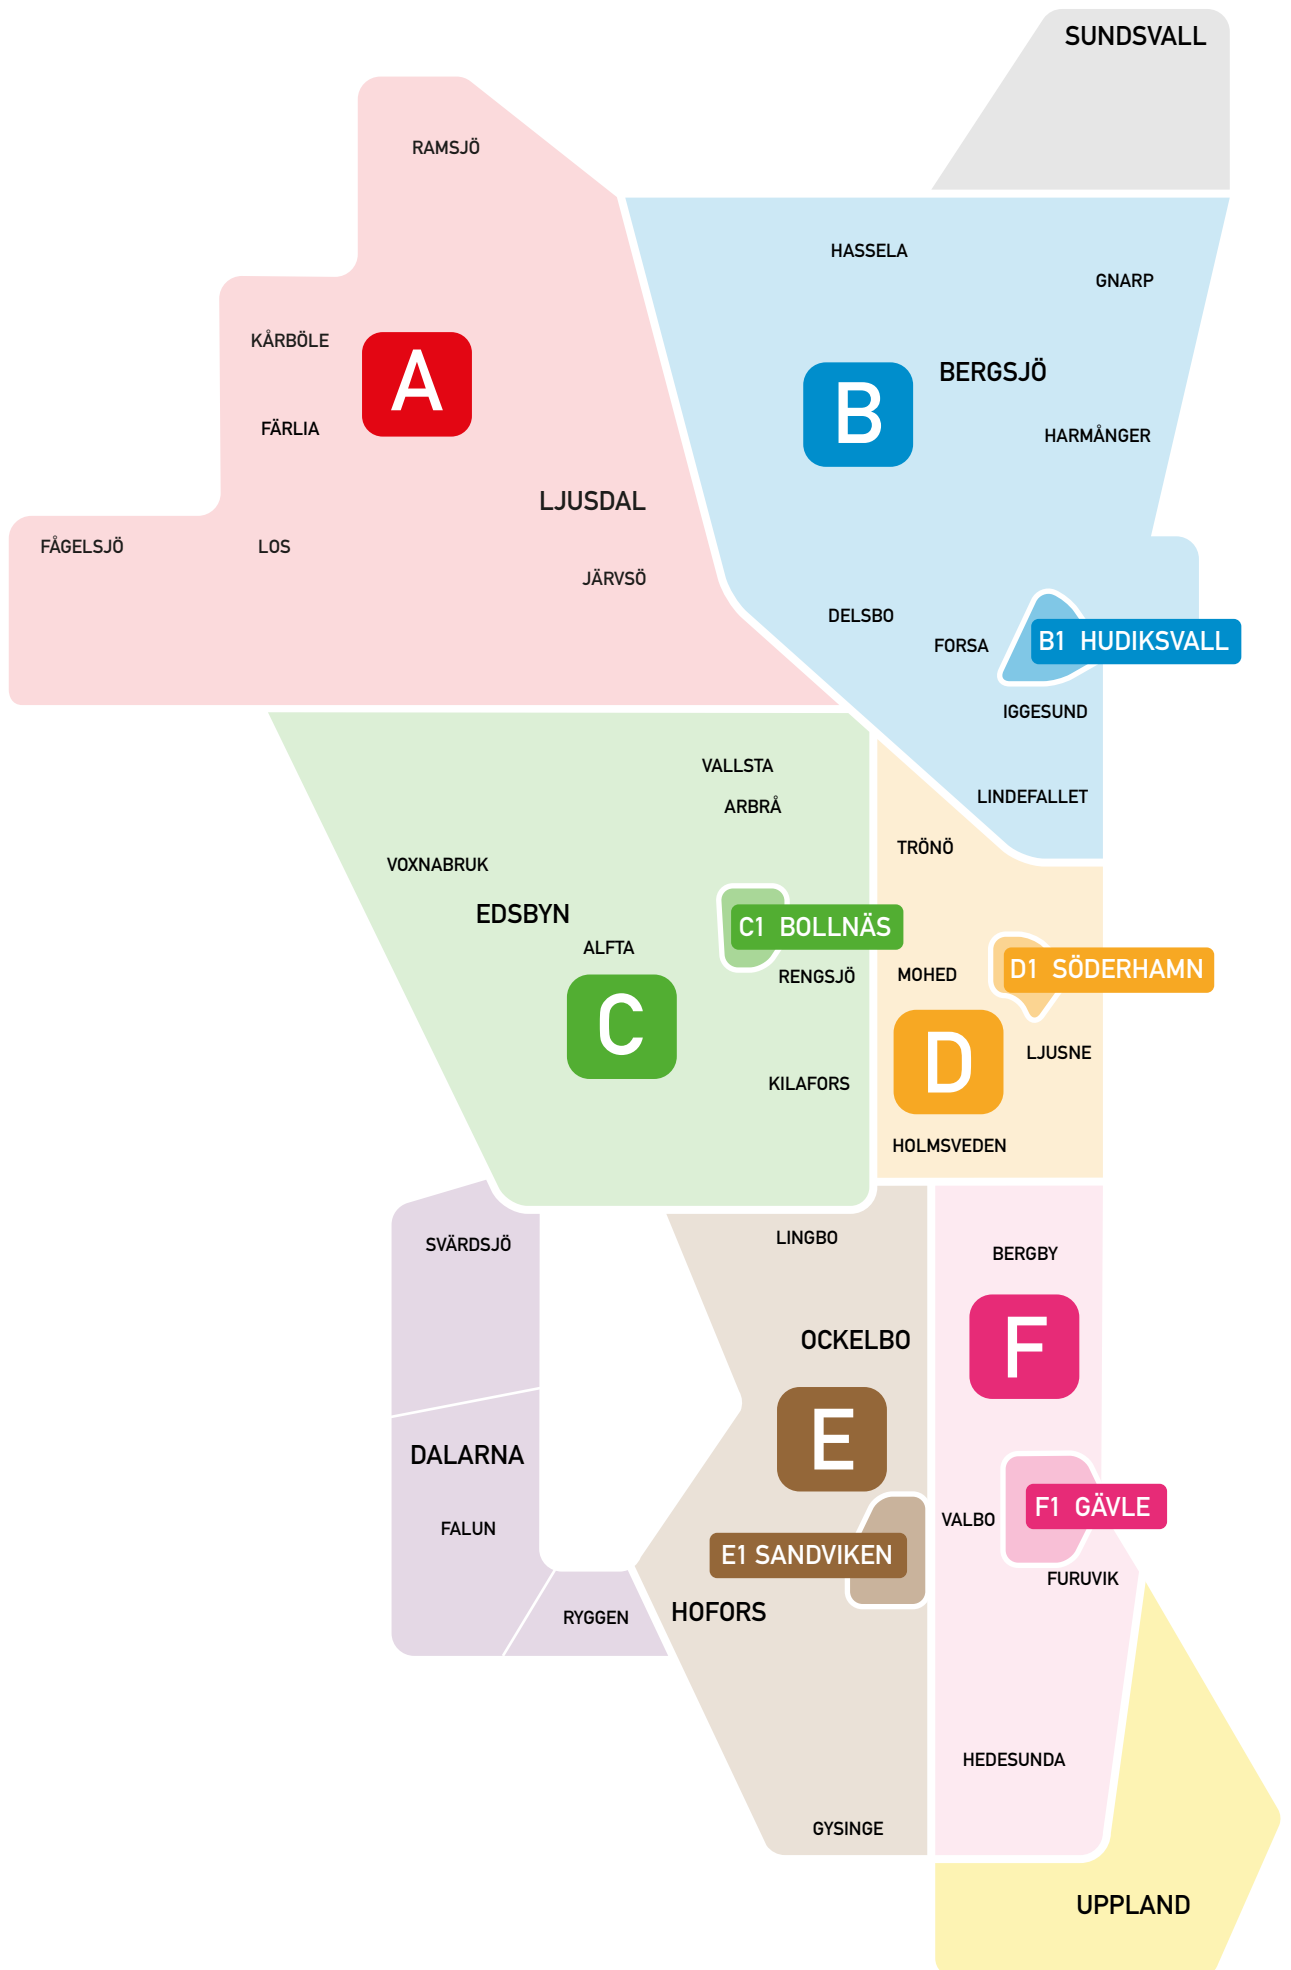 SUNDSVALL
RAMSJÖ
HASSELA
GNARP
KÅRBÖLE
A
BERGSJÖ
B
FÄRLIA
HARMÅNGER
LJUSDAL
FÅGELSJÖ
LOS
JÄRVSÖ
DELSBO
FORSA
B1 HUDIKSVALL
IGGESUND
VALLSTA
LINDEFALLET
ARBRÅ
TRÖNÖ
VOXNABRUK
EDSBYN
C1 BOLLNÄS
ALFTA
RENGSJÖ
MOHED
D1 SÖDERHAMN
C
D
LJUSNE
KILAFORS
HOLMSVEDEN
LINGBO
SVÄRDSJÖ
BERGBY
OCKELBO
F
E
DALARNA
F1 GÄVLE
VALBO
FALUN
E1 SANDVIKEN
FURUVIK
HOFORS
RYGGEN
HEDESUNDA
GYSINGE
UPPLAND